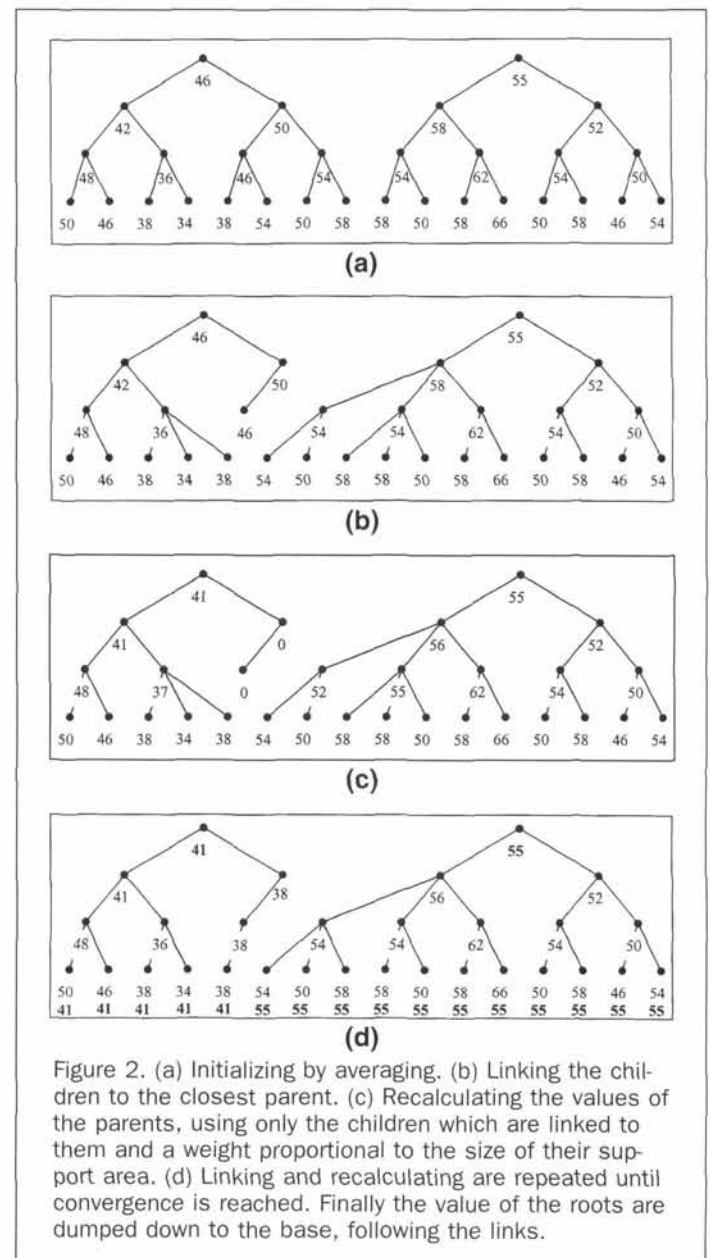 46 55
42 50 58 52
48 36 46 54 54 62 54 50
50 46 38 34 38 54 50 58 58 50 58 66 50 58 46 54
(a)
46 55
42 50 58 52
48 36 46 54 54 62 54 50
50 46 38 34 38 54 50 58 58 50 58 66 50 58 46 54
(b)
41 55
41 0 56 52
48 37 0 52 55 62 54 50
50 46 38 34 38 54 50 58 58 50 58 66 50 58 46 54
(c)
41 55
41 38 56 52
48 36 38 54 54 62 54 50
50 46 38 34 38 54 50 58 58 50 58 66 50 58 46 54
41 41 41 41 41 55 55 55 55 55 55 55 55 55 55 55
(d)
Figure 2. (a) Initializing by averaging. (b) Linking the chil-
dren to the closest parent. (c) Recalculating the values of
the parents, using only the children which are linked to
them and a weight proportional to the size of their sup-
port area. (d) Linking and recalculating are repeated until
convergence is reached. Finally the value of the roots are
dumped down to the base, following the links.